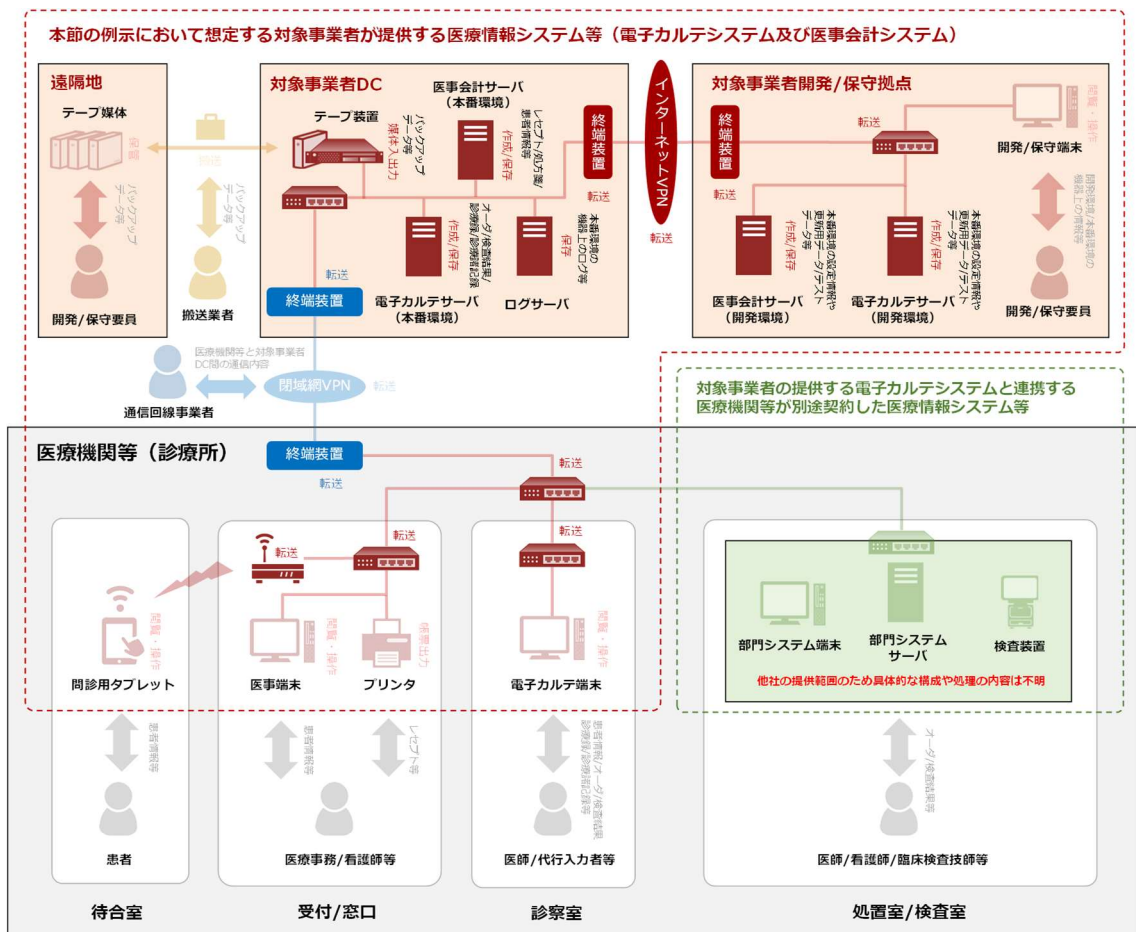 本節の例示において想定する対象事業者が提供する医療情報システム等（電子カルテシステム及び医事会計システム）
遠隔地
テープ媒体
保管
バックアップ
データ等
開発/保守要員
転送
バックアップ
データ等
搬送業者
対象事業者DC
テープ装置
バックアップ
データ等
媒体入出力
医事会計サーバ
（本番環境）
レセプト/処方箋/
患者情報等
作成/保存
終端装置
転送
オーダ/検査結果/
診療録/診療諸記録
作成/保存
電子カルテサーバ
（本番環境）
本番環境の
機器上のログ等
保存
ログサーバ
インターネットVPN
転送
対象事業者開発/保守拠点
終端装置
転送
転送
閲覧・操作
開発/保守端末
本番環境の設定情報や
更新用データ/テスト
データ等
作成/保存
医事会計サーバ
（開発環境）
本番環境の設定情報や
更新用データ/テスト
データ等
作成/保存
電子カルテサーバ
（開発環境）
開発環境/本番環境の
機器上の情報等
開発/保守要員
転送
終端装置
医療機関等と対象事業者
DC間の通信内容
通信回線事業者
閉域網VPN
転送
対象事業者の提供する電子カルテシステムと連携する
医療機関等が別途契約した医療情報システム等
医療機関等（診療所）
終端装置
転送
転送
転送
転送
転送
閲覧・操作
問診用タブレット
閲覧・操作
医事端末
帳票出力
プリンタ
閲覧・操作
電子カルテ端末
部門システム端末
部門システム
サーバ
検査装置
他社の提供範囲のため具体的な構成や処理の内容は不明
患者情報等
患者
患者情報等
レセプト等
医療事務/看護師等
患者情報/オーダ/検査結果
診療録/診療諸記録等
医師/代行入力者等
オーダ/検査結果等
医師/看護師/臨床検査技師等
待合室
受付/窓口
診察室
処置室/検査室